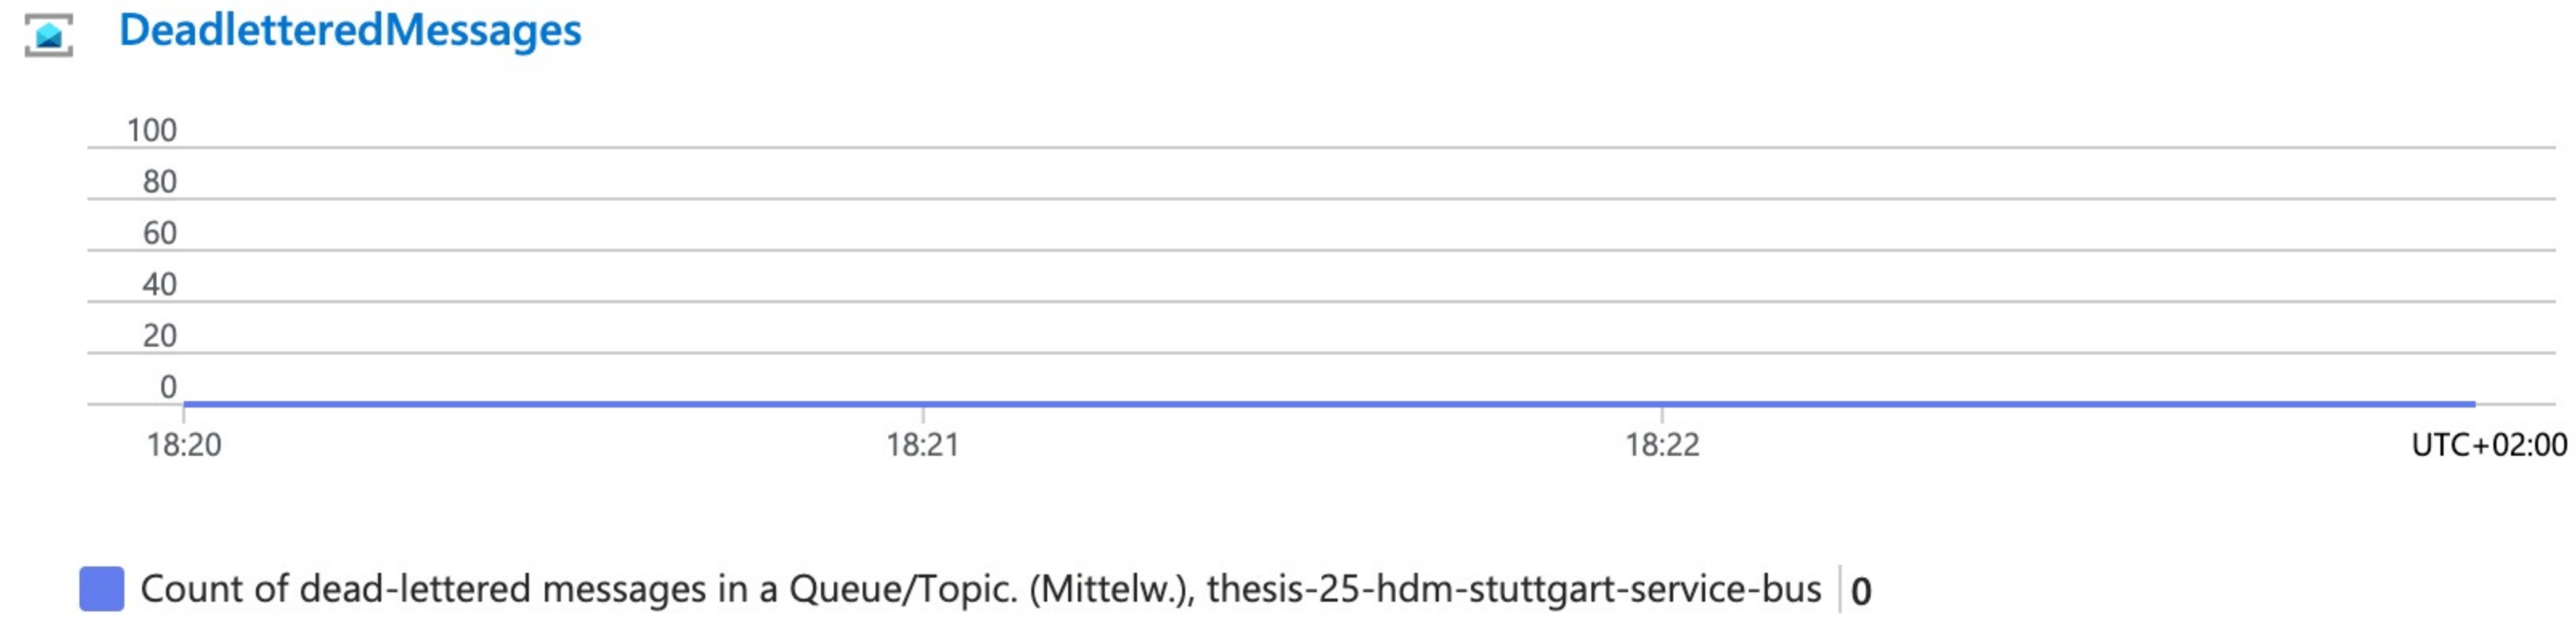 DeadletteredMessages
100
80
60
40
20
0
18:20 18:21 18:22 UTC+02:00
Count of dead-lettered messages in a Queue/Topic. (Mittelw.), thesis-25-hdm-stuttgart-service-bus 0